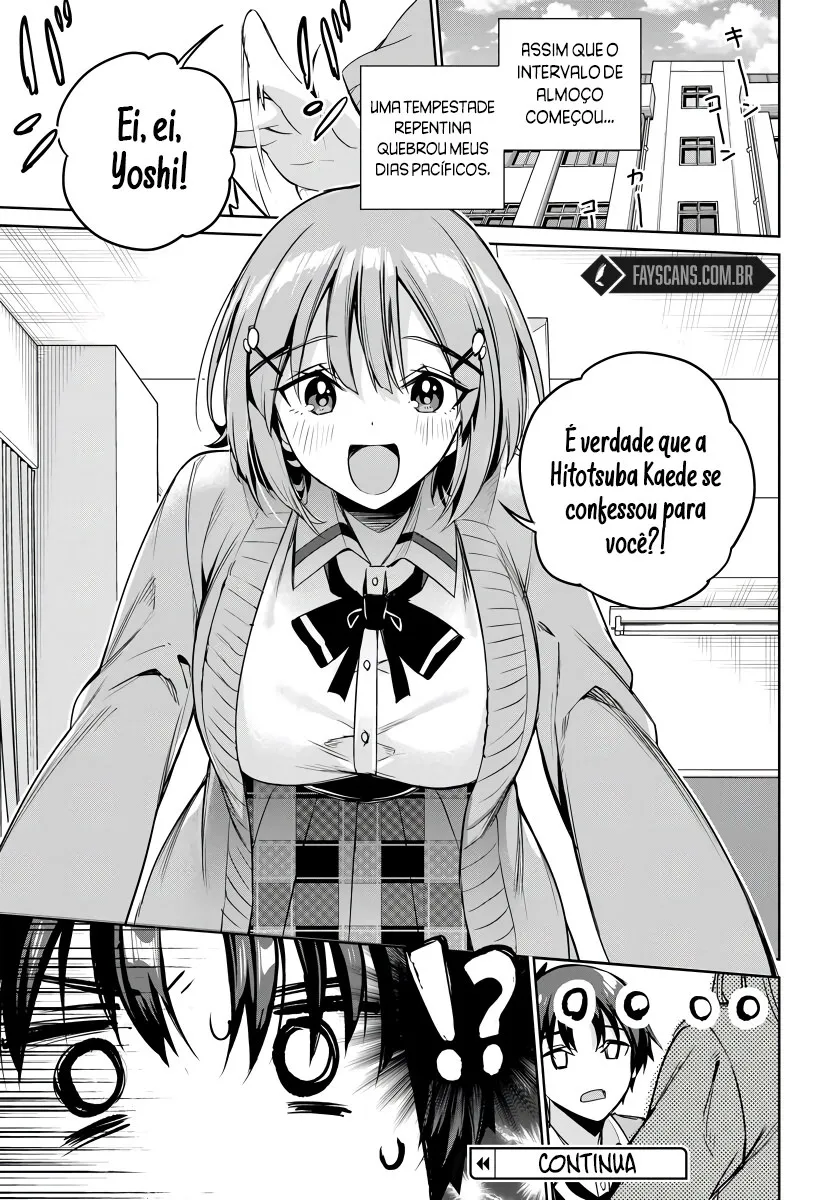 キーンコーンカーン
ASSIM QUE O
INTERVALO DE
ALMOÇO
COMEÇOU...
UMA TEMPESTADE
REPENTINA
QUEBROU MEUS
DIAS PACÍFICOS.
Ei, ei,
Yoshi!
FAYSCANS.COM.BR
É verdade que a
Hitotsuba Kaede se
confessou para
você?!
!?
CONTINUA